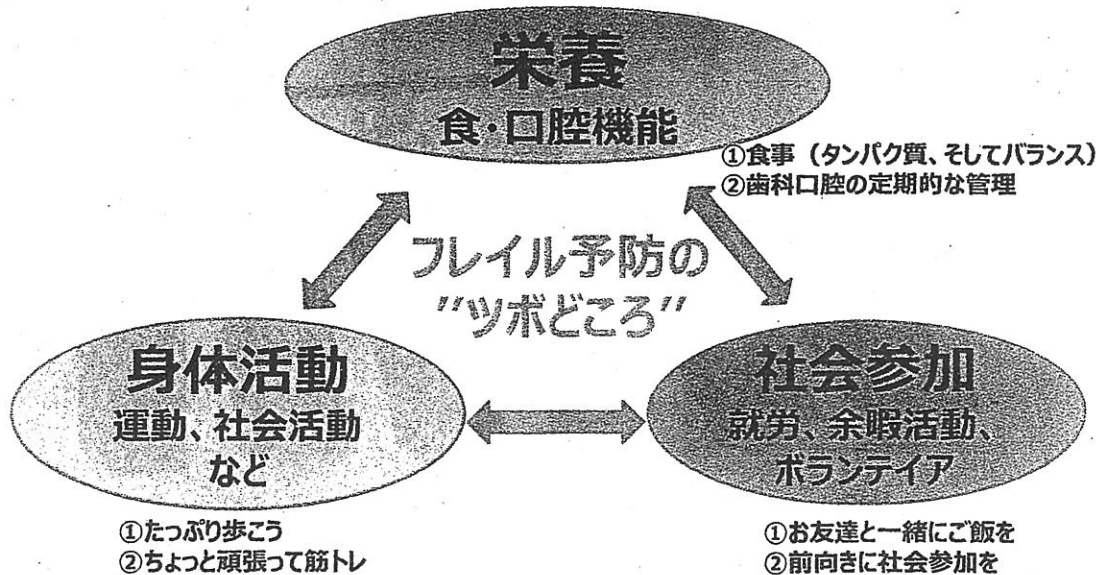 栄養
食・口腔機能
①食事（タンパク質、そしてバランス）
②歯科口腔の定期的な管理
フレイル予防の
"ツボどころ"
身体活動
運動、社会活動
など
①たっぷり歩こう
②ちょっと頑張って筋トレ
社会参加
就労、余暇活動、
ボランテイア
①お友達と一緒にご飯を
②前向きに社会参加を